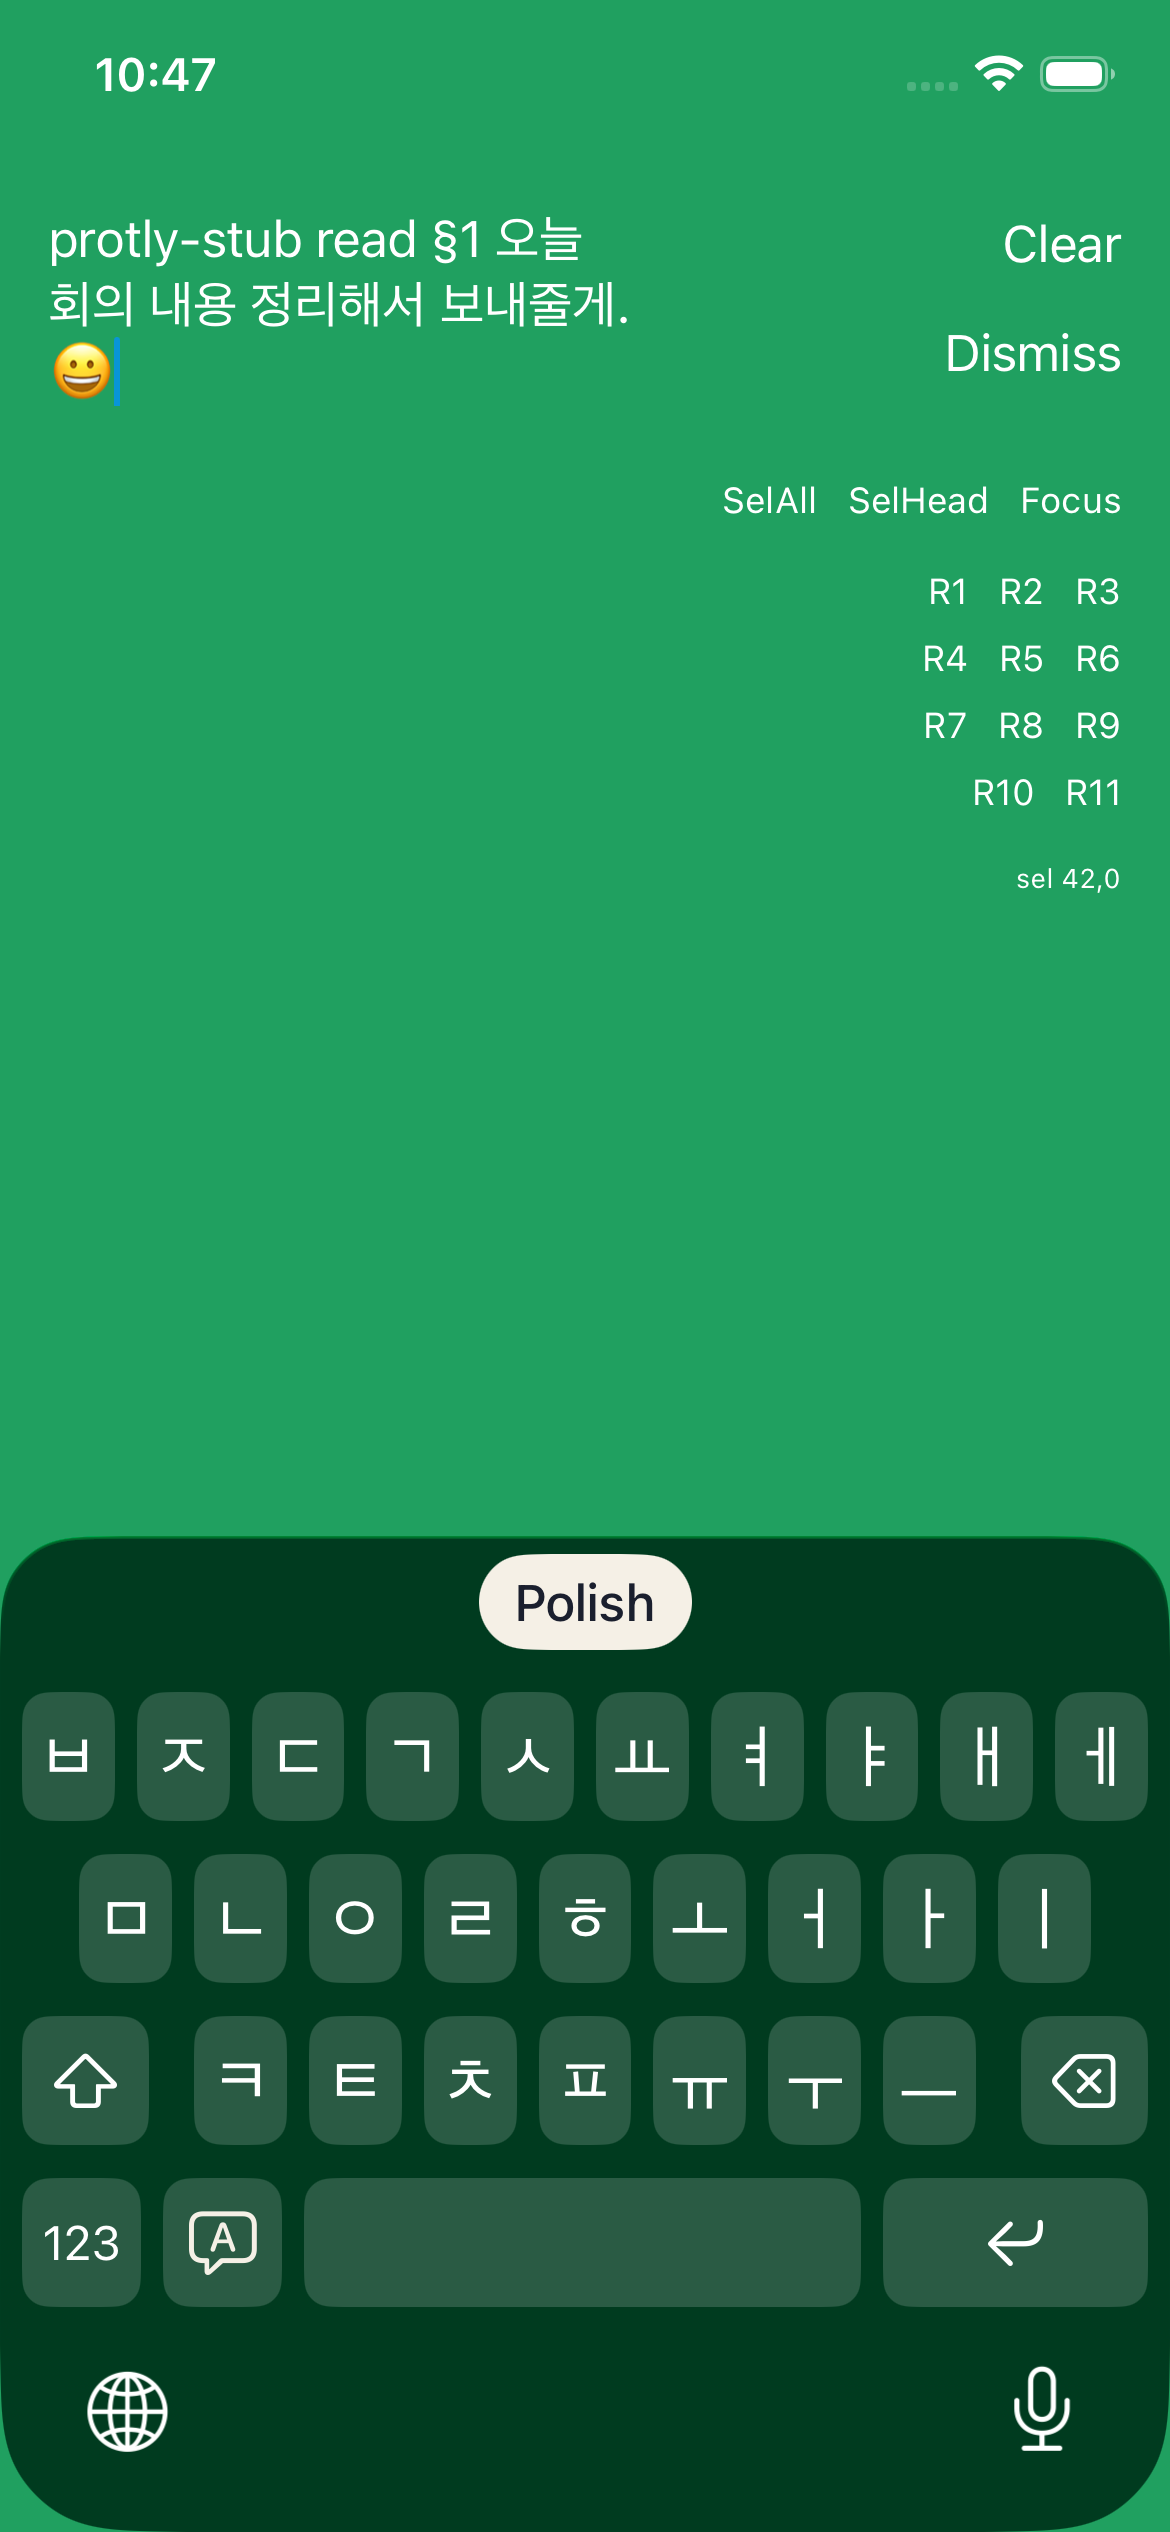 10:47
protly-stub read §1 오늘
회의 내용 정리해서 보내줄게.
😀
Clear
Dismiss
SelAll SelHead Focus
R1 R2 R3
R4 R5 R6
R7 R8 R9
R10 R11
sel 42,0
Polish
ㅂ ㅈ ㄷ ㄱ ㅅ ㅛ ㅕ ㅑ ㅐ ㅔ
ㅁ ㄴ ㅇ ㄹ ㅎ ㅗ ㅓ ㅏ ㅣ
ㅋ ㅌ ㅊ ㅍ ㅠ ㅜ ㅡ
123 A